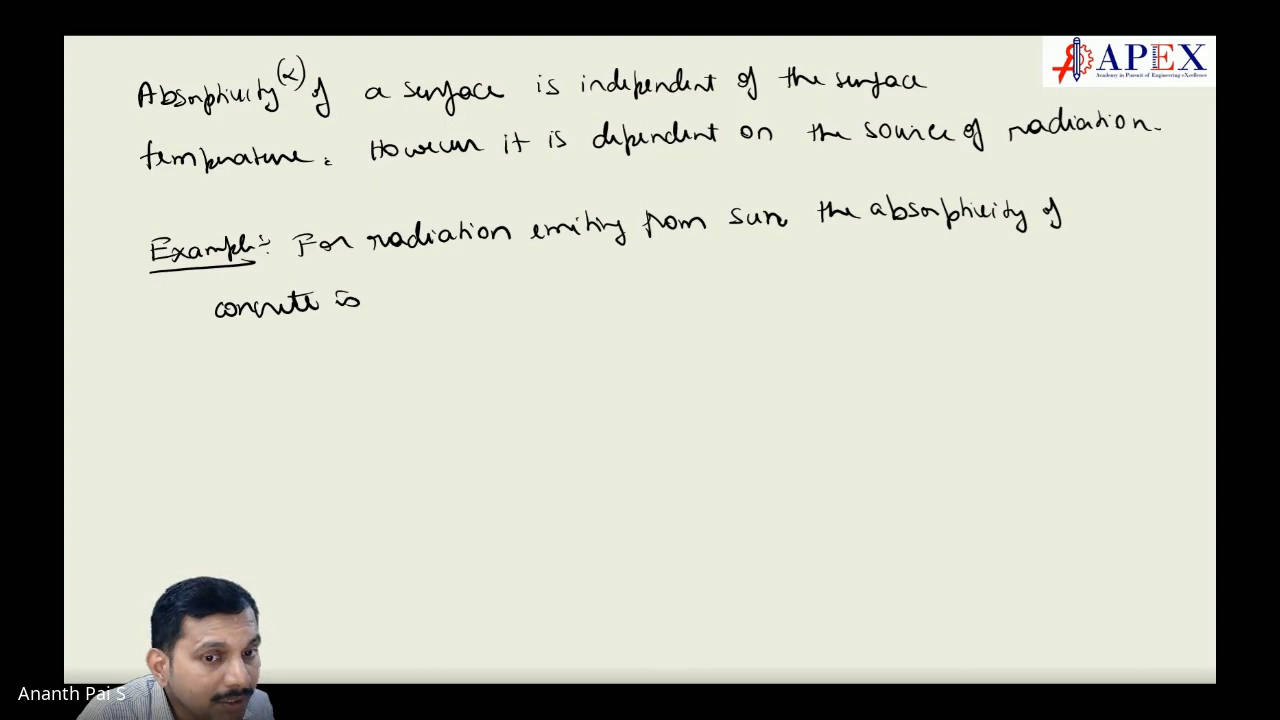 Absorptivity (α) of a surface is independent of the surface
temperature. However it is dependent on the source of radiation.
Example: For radiation emitting from sun the absorptivity of
concrete is
APEX
Academy in Pursuit of Engineering eXcellence
Ananth Pai S